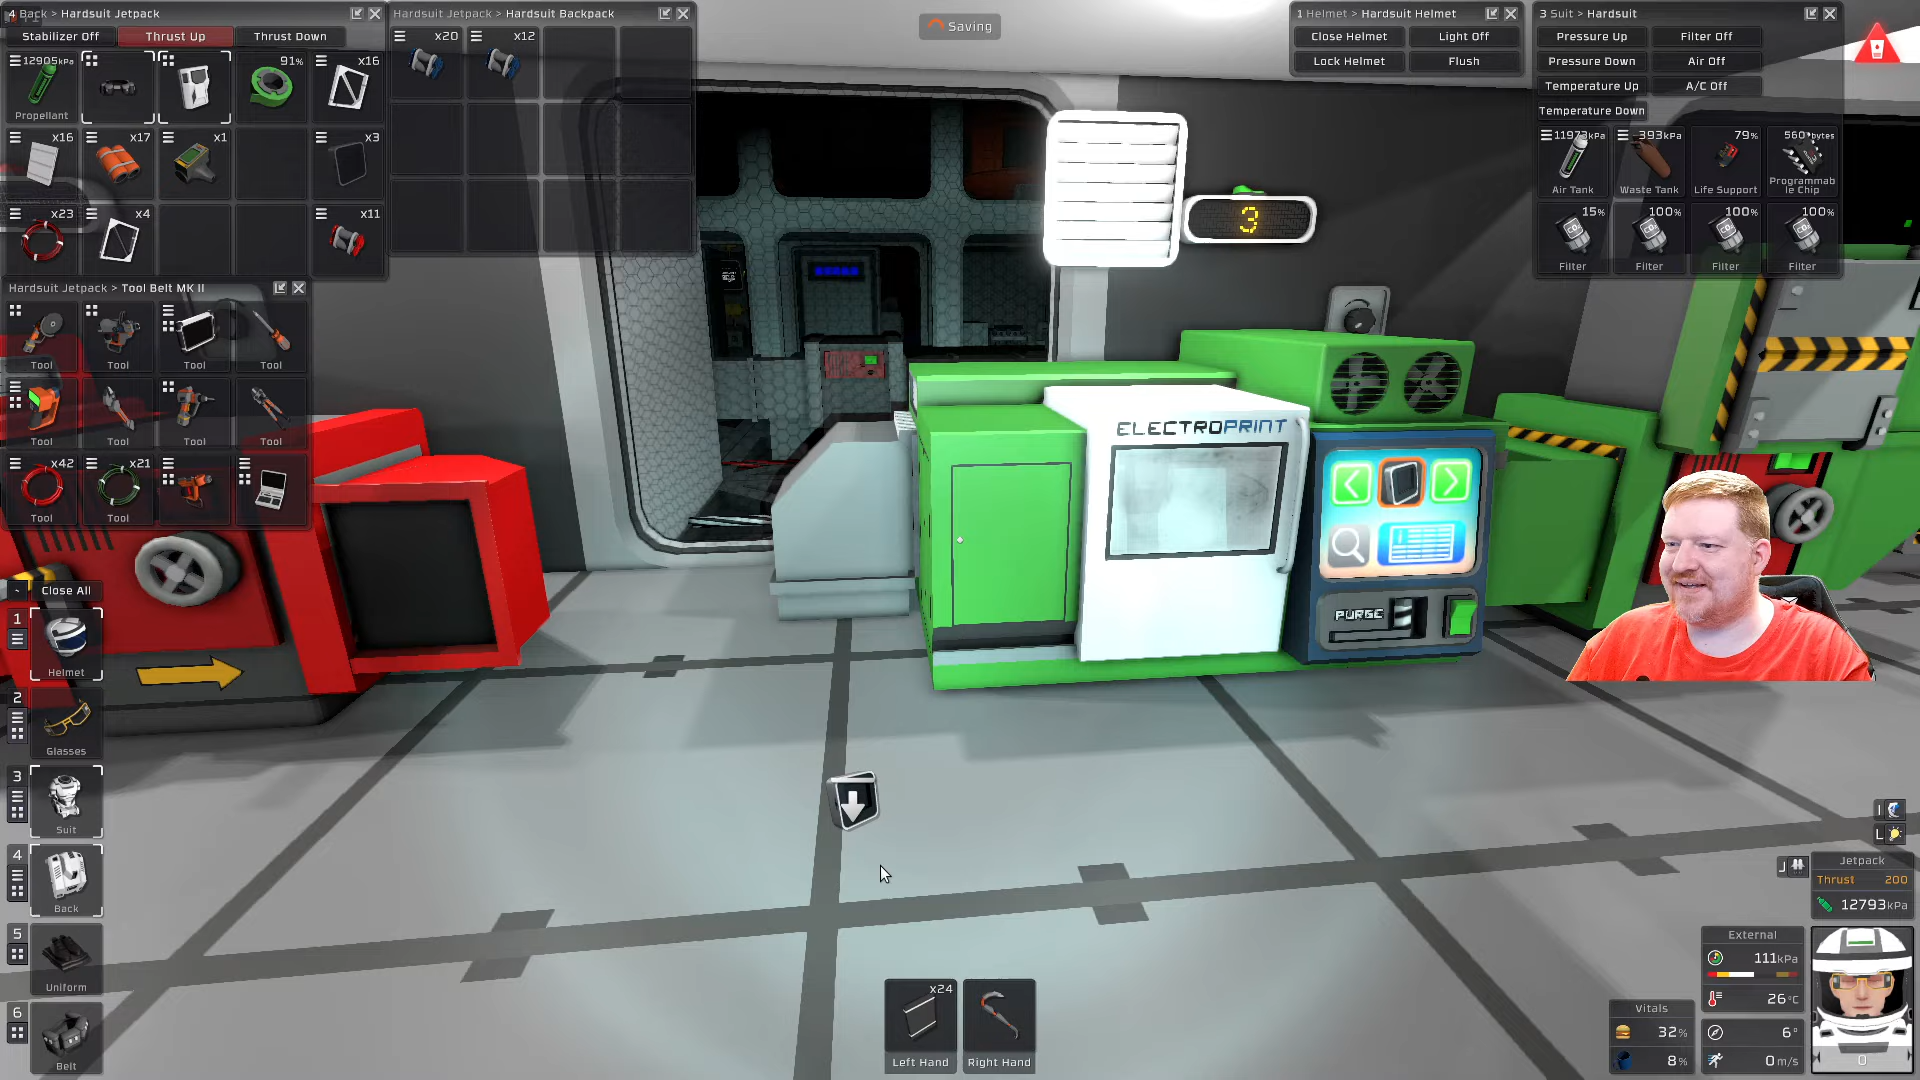 4 Back > Hardsuit Jetpack
Stabilizer Off
Thrust Up
Thrust Down
12905kPa
91%
x16
Propellant
x16
x17
x1
x3
x23
x4
x11
Hardsuit Jetpack > Hardsuit Backpack
x20
x12
Hardsuit Jetpack > Tool Belt MK II
Tool
Tool
Tool
Tool
Tool
Tool
Tool
Tool
x42
x21
Tool
Tool
Saving
1 Helmet > Hardsuit Helmet
Close Helmet
Light Off
Lock Helmet
Flush
3 Suit > Hardsuit
Pressure Up
Filter Off
Pressure Down
Air Off
Temperature Up
A/C Off
Temperature Down
11973kPa
393kPa
79%
560 bytes
Air Tank
Waste Tank
Life Support
Programmab
le Chip
15%
100%
100%
100%
Filter
Filter
Filter
Filter
3
ELECTROPRINT
PURGE
~
Close All
1
Helmet
2
Glasses
3
Suit
4
Back
5
Uniform
6
Belt
x24
Left Hand
Right Hand
I
L
J
Jetpack
Thrust 200
12793kPa
External
111kPa
26°C
6°
0m/s
Vitals
32%
8%
0